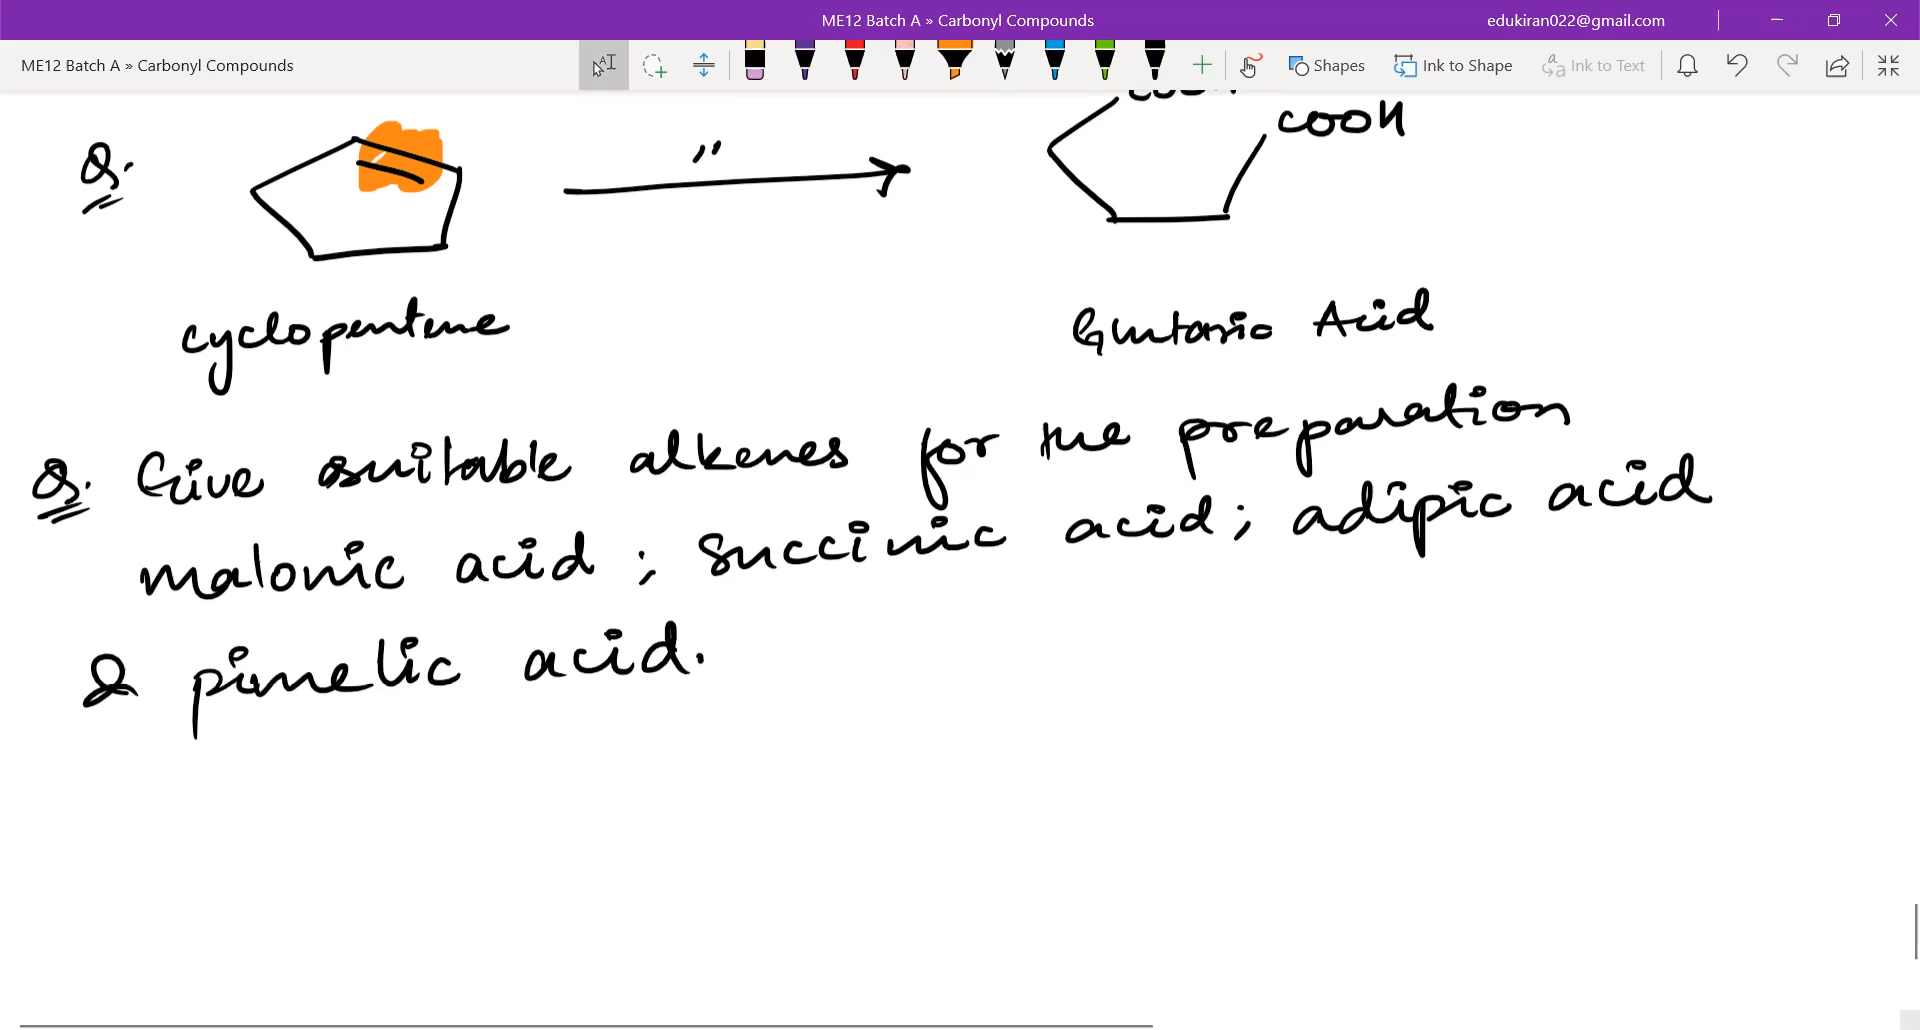 ME12 Batch A » Carbonyl Compounds
edukiran022@gmail.com
ME12 Batch A » Carbonyl Compounds
Shapes
Ink to Shape
Ink to Text
COOH
COOH
Q.
"
cyclopentene
Glutaric Acid
Q. Give suitable alkenes for the preparation
malonic acid ; succinic acid ; adipic acid
& pimelic acid.